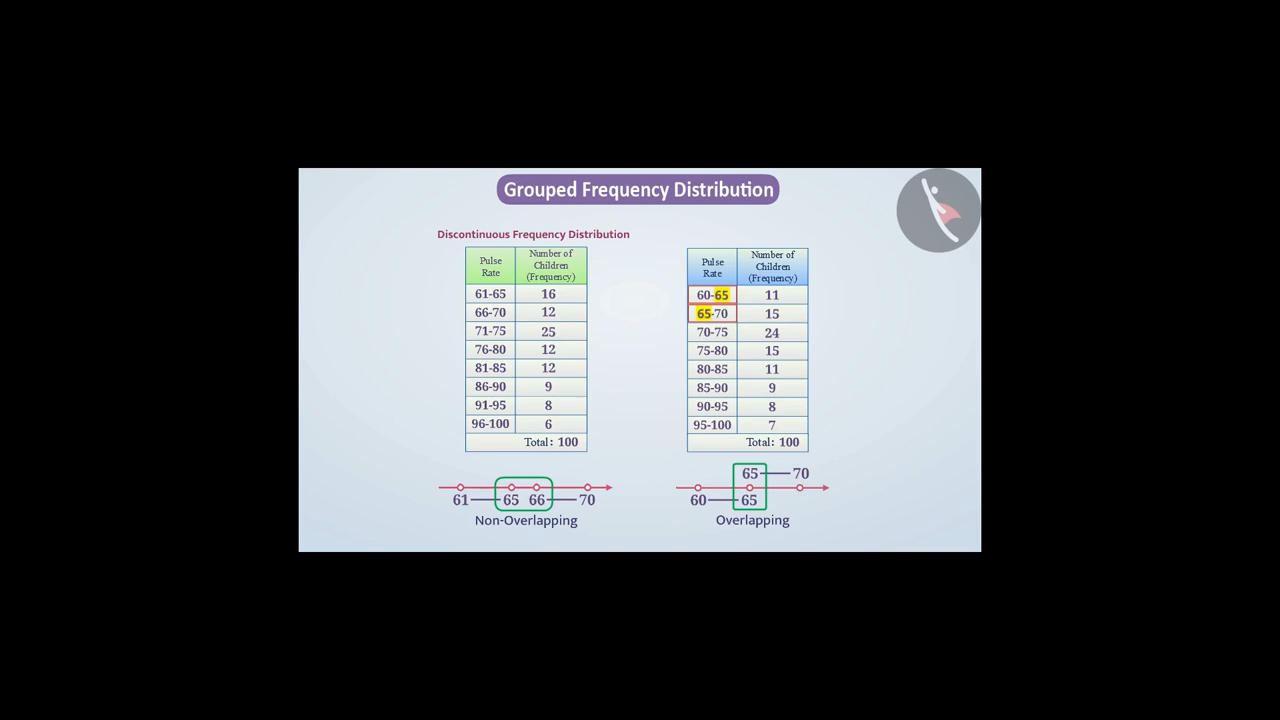 Grouped Frequency Distribution
Discontinuous Frequency Distribution
Pulse Rate Number of Children (Frequency)
61-65 16
66-70 12
71-75 25
76-80 12
81-85 12
86-90 9
91-95 8
96-100 6
Total: 100
61 65 66 70
Non-Overlapping
Pulse Rate Number of Children (Frequency)
60-65 11
65-70 15
70-75 24
75-80 15
80-85 11
85-90 9
90-95 8
95-100 7
Total: 100
65 70
60 65
Overlapping